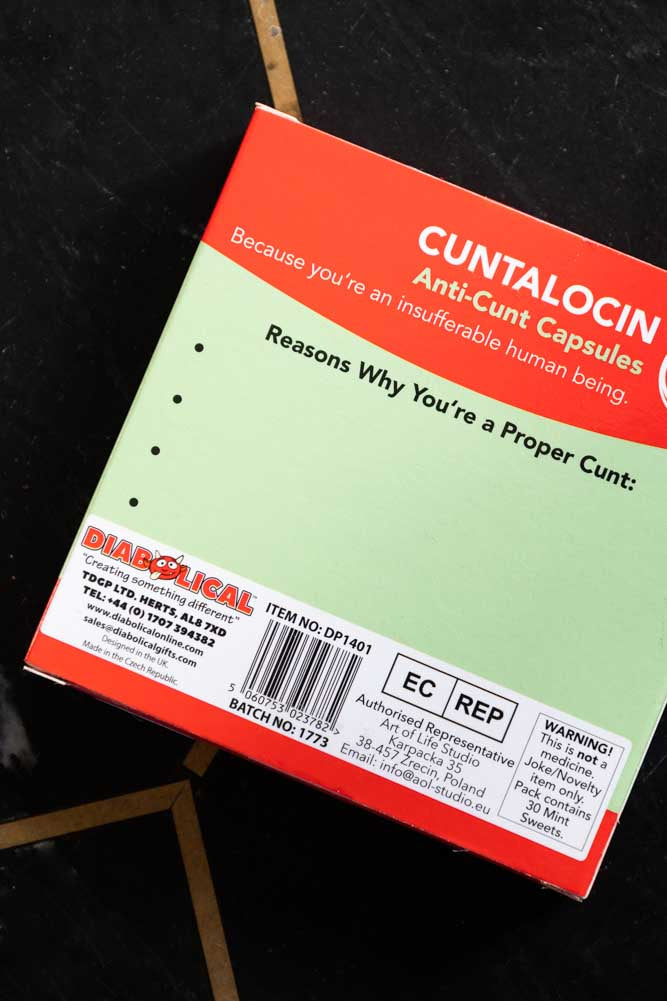 CUNTALOCIN
Anti-Cunt Capsules
Because you're an insufferable human being.
Reasons Why You're a Proper Cunt:
•
•
•
•
DIABOLICAL™
"Creating something different"
TDGP LTD. HERTS, AL8 7XD
TEL: +44 (0) 1707 394382
www.diabolicalonline.com
sales@diabolicalgifts.com
Designed in the UK.
Made in the Czech Republic.
ITEM NO: DP1401
5 060753 023782 >
BATCH NO: 1773
EC REP
Authorised Representative
Art of Life Studio
Karpacka 35
38-457 Zrecin, Poland
Email: info@aol-studio.eu
WARNING!
This is not a
medicine.
Joke/Novelty
item only.
Pack contains
30 Mint
Sweets.